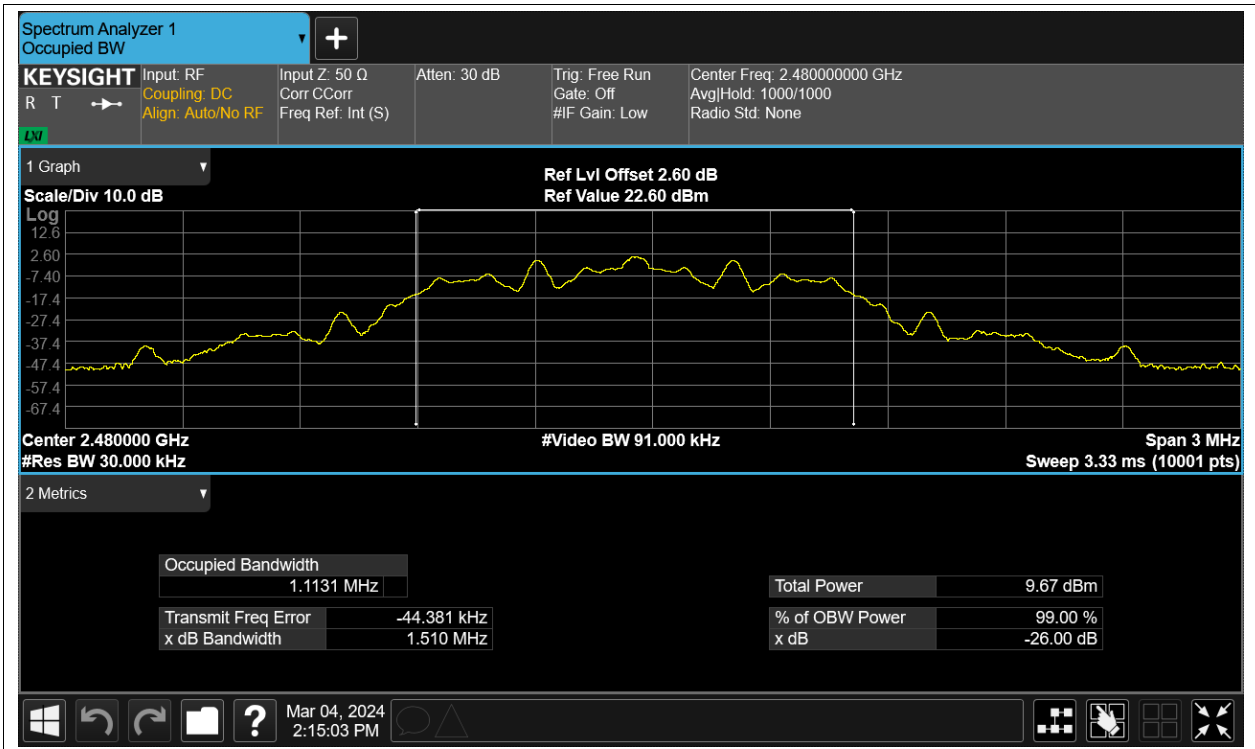 Spectrum Analyzer 1
Occupied BW
KEYSIGHT
R T
LXI
Input: RF
Coupling: DC
Align: Auto/No RF
Input Z: 50 Ω
Corr CCorr
Freq Ref: Int (S)
Atten: 30 dB
Trig: Free Run
Gate: Off
#IF Gain: Low
Center Freq: 2.480000000 GHz
Avg|Hold: 1000/1000
Radio Std: None
1 Graph
Scale/Div 10.0 dB
Ref Lvl Offset 2.60 dB
Ref Value 22.60 dBm
Log
12.6
2.60
-7.40
-17.4
-27.4
-37.4
-47.4
-57.4
-67.4
Center 2.480000 GHz
#Res BW 30.000 kHz
#Video BW 91.000 kHz
Span 3 MHz
Sweep 3.33 ms (10001 pts)
2 Metrics
Occupied Bandwidth
1.1131 MHz
Transmit Freq Error -44.381 kHz
x dB Bandwidth 1.510 MHz
Total Power 9.67 dBm
% of OBW Power 99.00 %
x dB -26.00 dB
?
Mar 04, 2024
2:15:03 PM